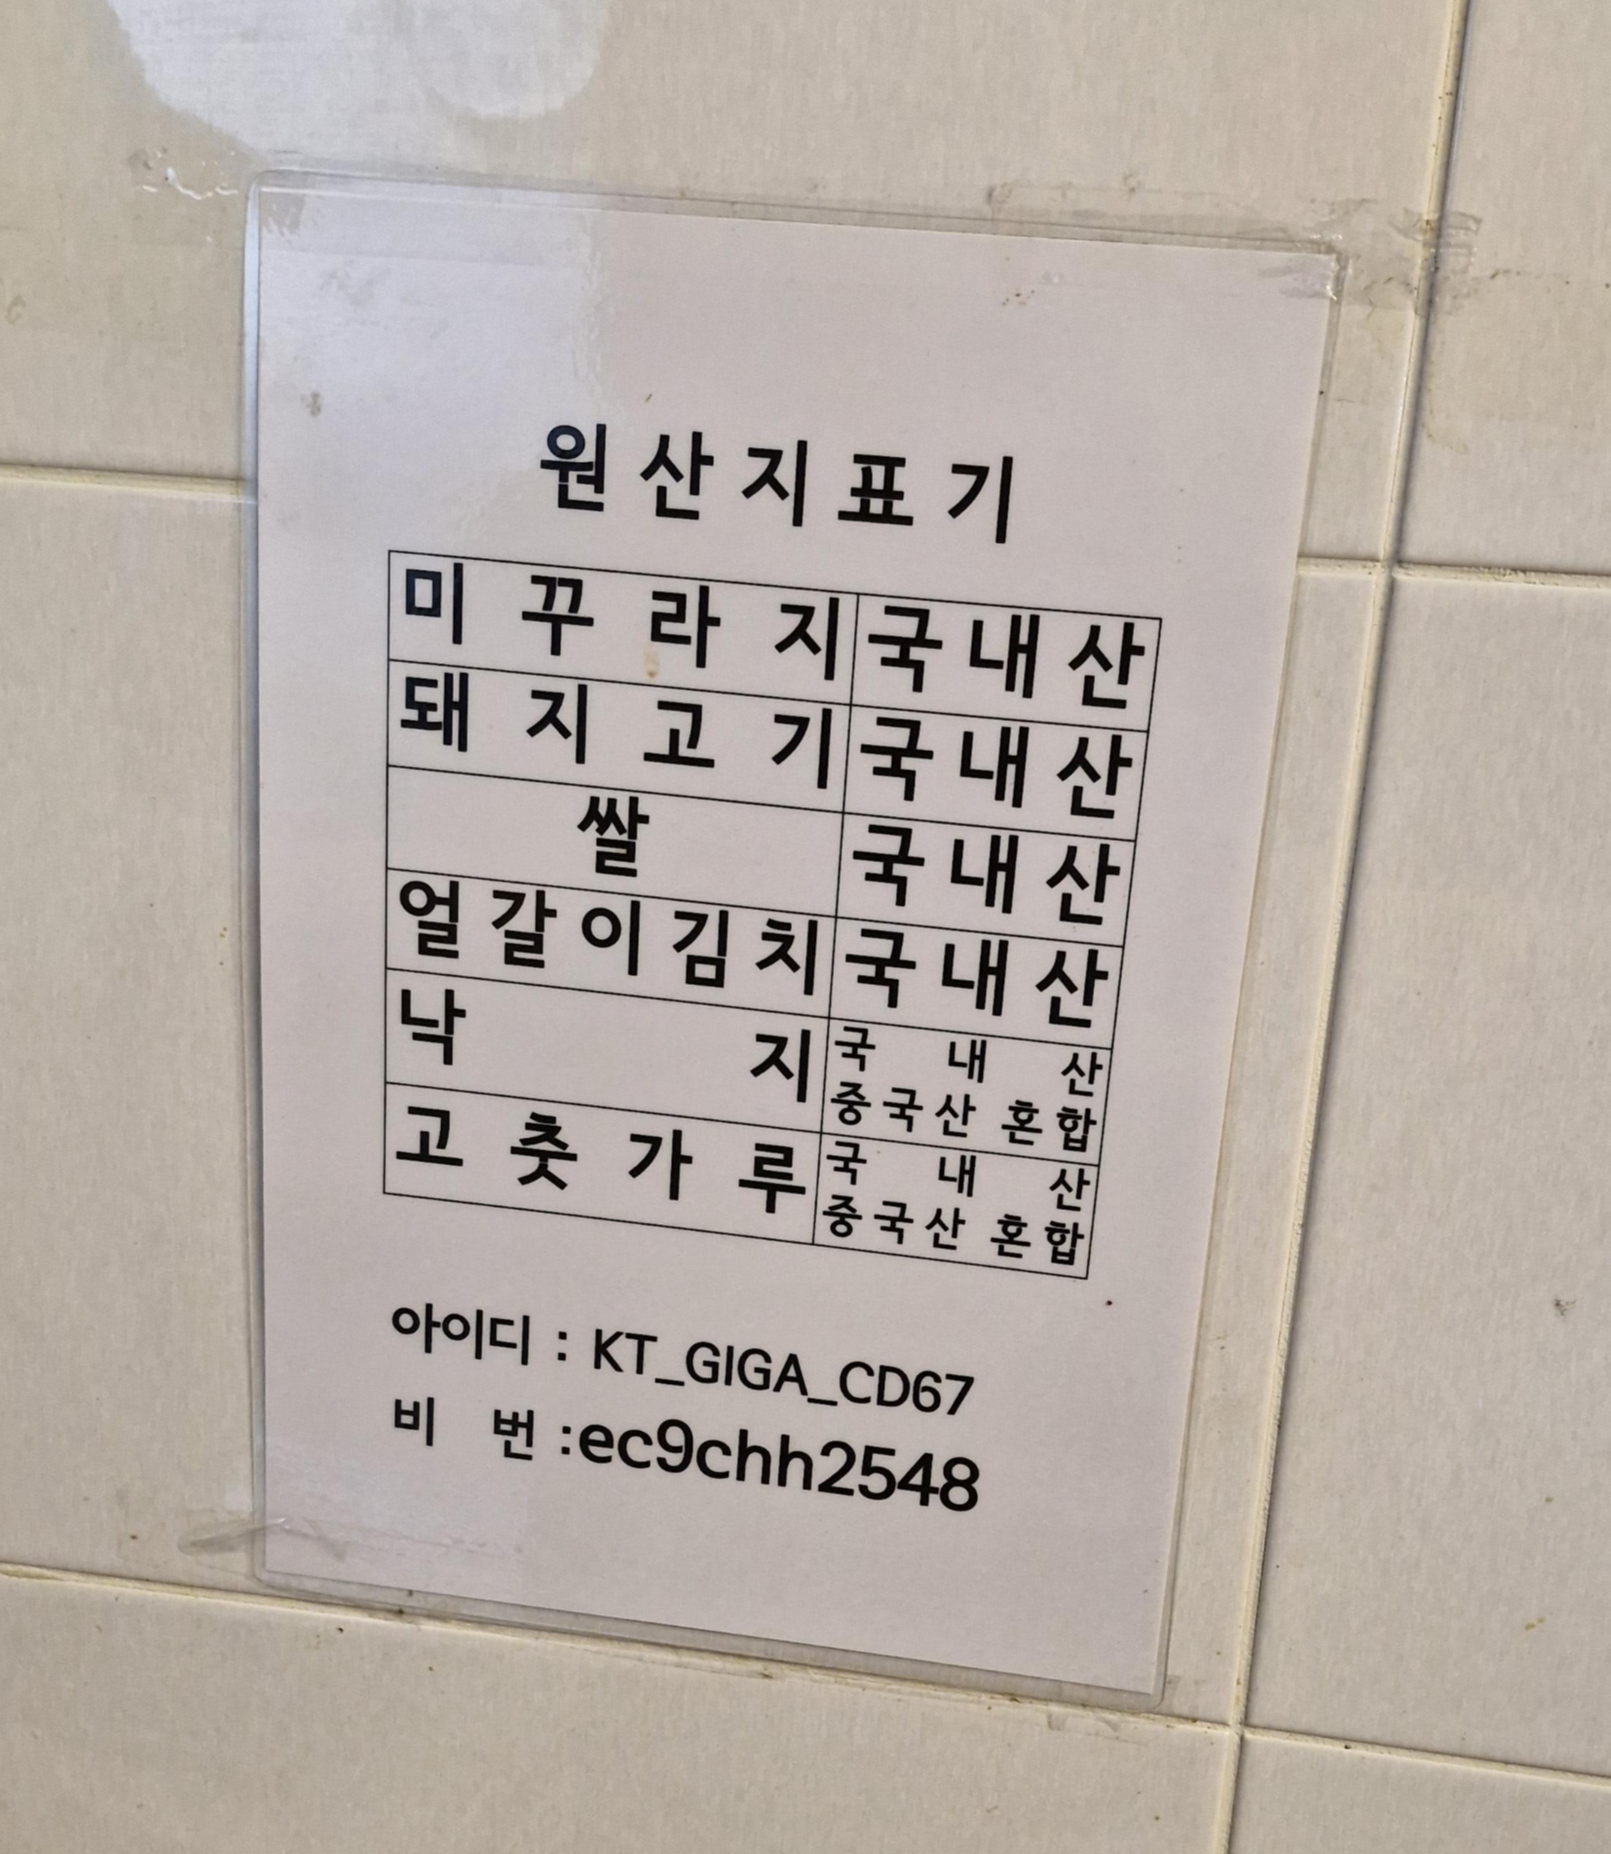 원산지표기
미꾸라지 국내산
돼지고기 국내산
쌀 국내산
얼갈이김치 국내산
낙지 국내산
중국산 혼합
고춧가루 국내산
중국산 혼합
아이디 : KT_GIGA_CD67
비 번 :ec9chh2548